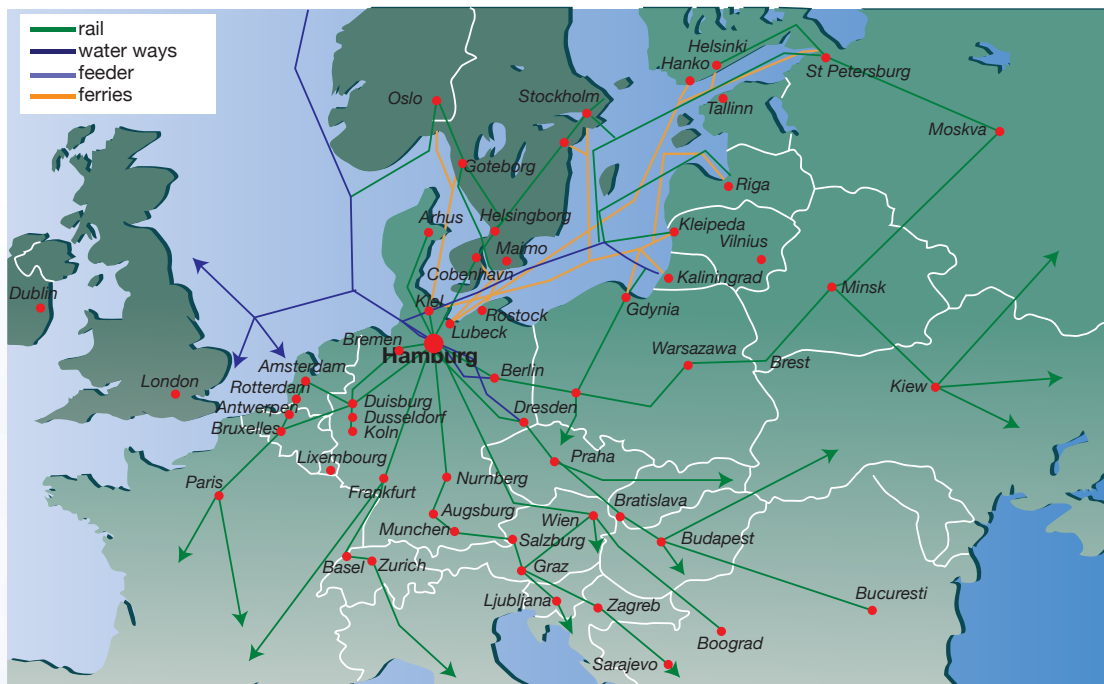 rail
water ways
feeder
ferries
Helsinki
Hanko
St Petersburg
Oslo
Stockholm
Tallinn
Moskva
Goteborg
Riga
Arhus
Helsingborg
Kleipeda
Vilnius
Malmo
Cobenhavn
Kaliningrad
Dublin
Kiel
Rostock
Gdynia
Minsk
Lubeck
Bremen
Hamburg
Warszawa
Brest
Amsterdam
Berlin
London
Rotterdam
Kiew
Antwerpen
Duisburg
Dresden
Bruxelles
Dusseldorf
Koln
Praha
Lixembourg
Paris
Frankfurt
Nurnberg
Augsburg
Wien
Bratislava
Munchen
Salzburg
Budapest
Basel
Zurich
Graz
Ljubljana
Zagreb
Bucuresti
Boograd
Sarajevo